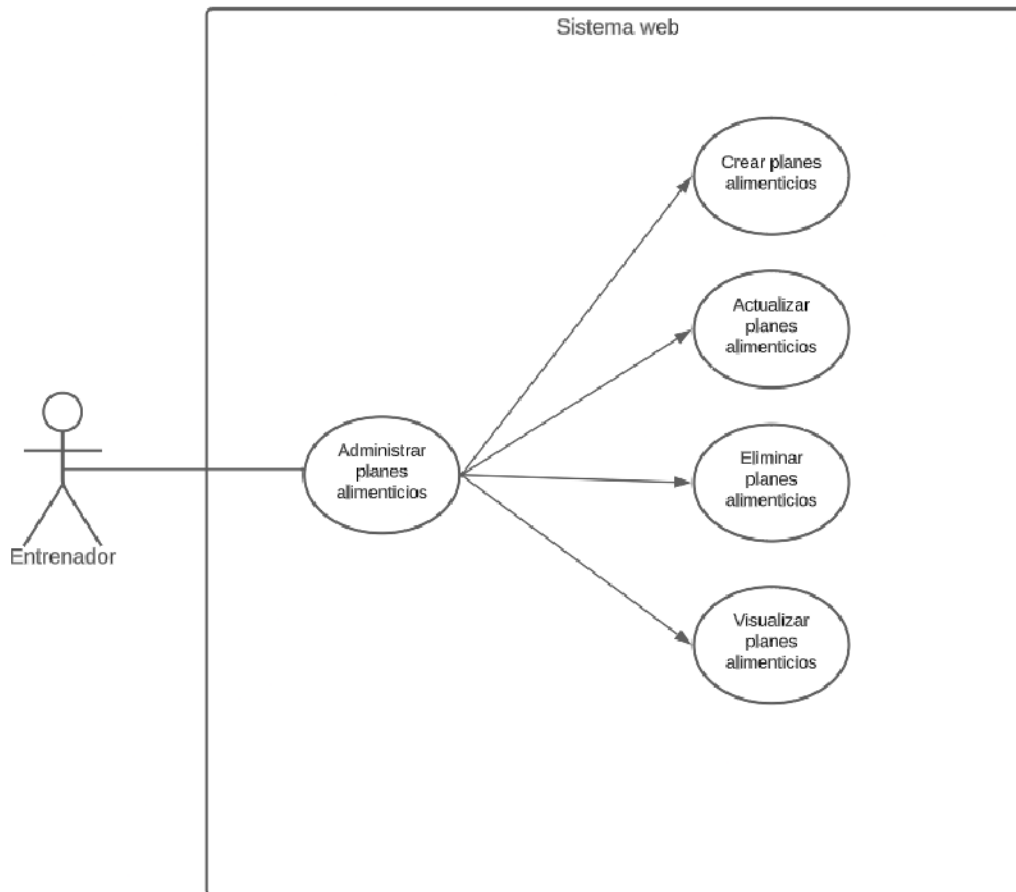 Sistema web
Crear planes
alimenticios
Actualizar
planes
alimenticios
Entrenador
Administrar
planes
alimenticios
Eliminar
planes
alimenticios
Visualizar
planes
alimenticios